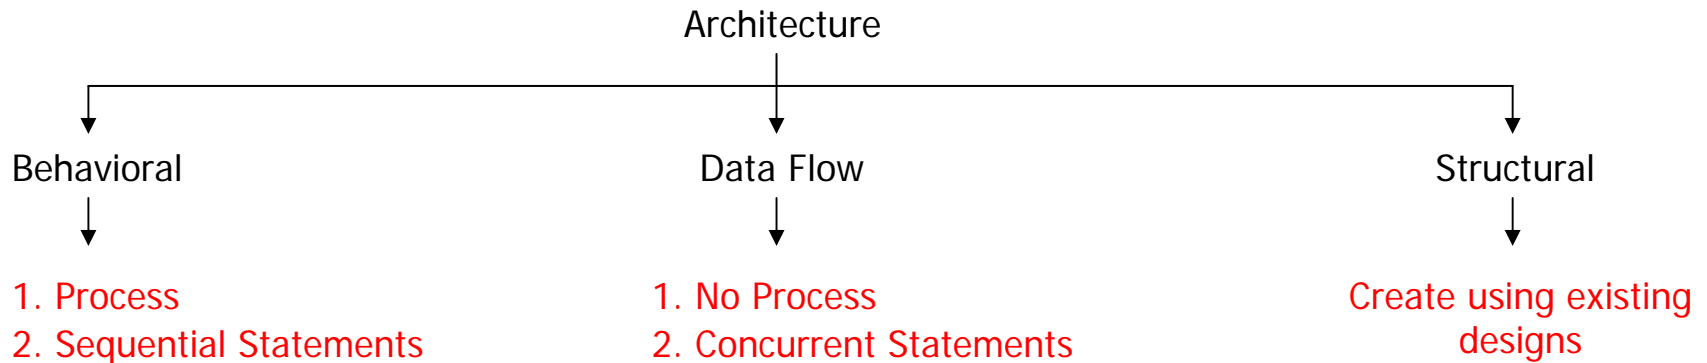 Architecture
Behavioral
Data Flow
Structural
1. Process
2. Sequential Statements
1. No Process
2. Concurrent Statements
Create using existing
designs